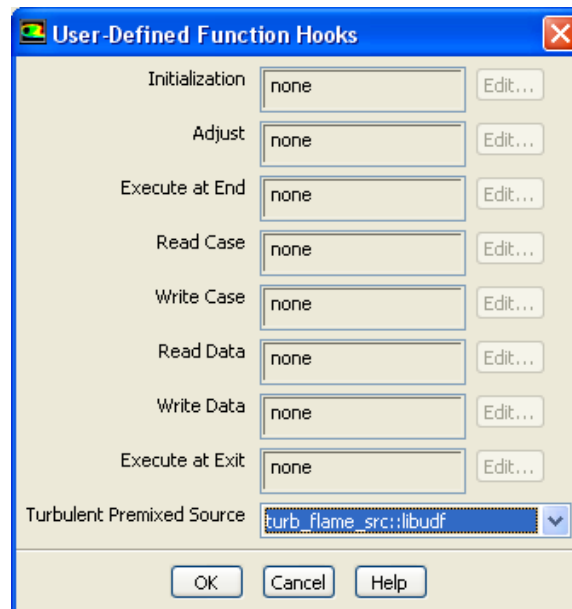 User-Defined Function Hooks
Initialization none Edit...
Adjust none Edit...
Execute at End none Edit...
Read Case none Edit...
Write Case none Edit...
Read Data none Edit...
Write Data none Edit...
Execute at Exit none Edit...
Turbulent Premixed Source turb_flame_src::libudf
OK Cancel Help